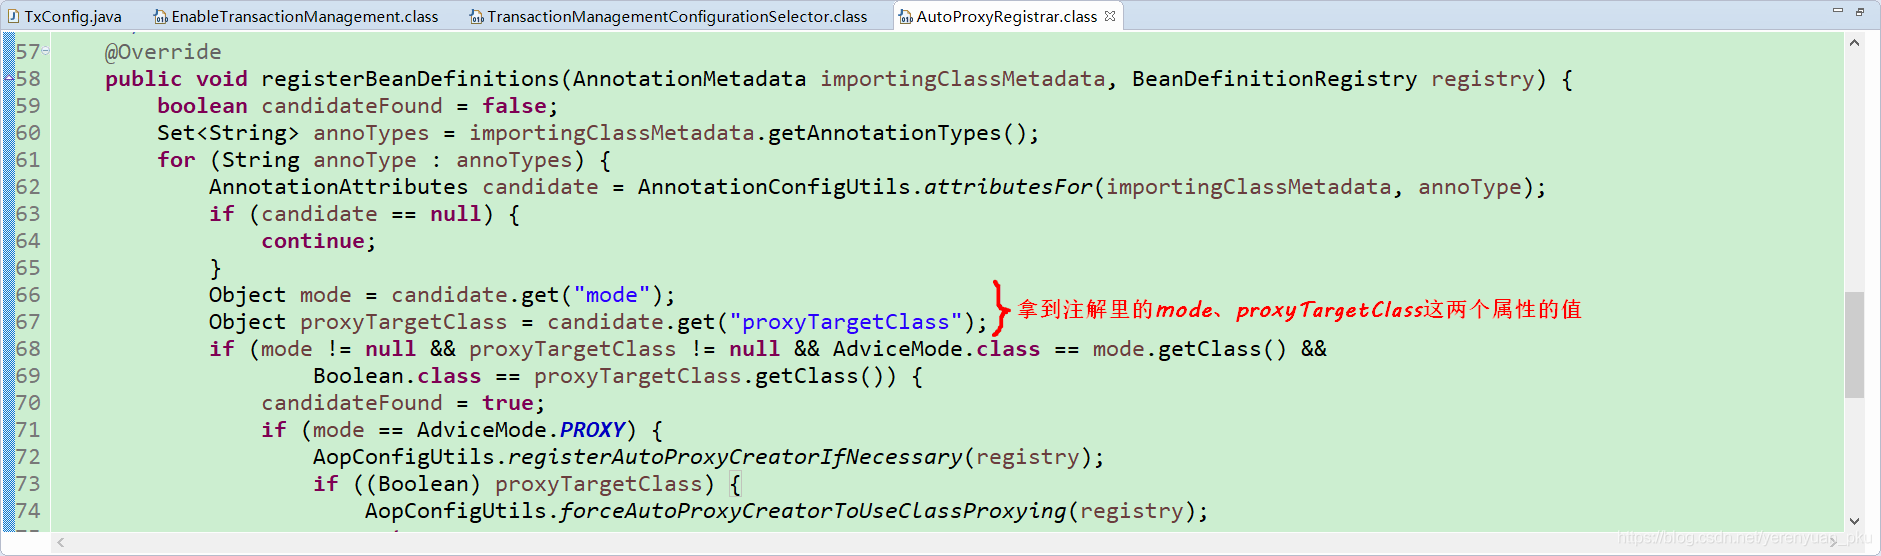 TxConfig.java EnableTransactionManagement.class TransactionManagementConfigurationSelector.class AutoProxyRegistrar.class
57 @Override
58 public void registerBeanDefinitions(AnnotationMetadata importingClassMetadata, BeanDefinitionRegistry registry) {
59 boolean candidateFound = false;
60 Set<String> annoTypes = importingClassMetadata.getAnnotationTypes();
61 for (String annoType : annoTypes) {
62 AnnotationAttributes candidate = AnnotationConfigUtils.attributesFor(importingClassMetadata, annoType);
63 if (candidate == null) {
64 continue;
65 }
66 Object mode = candidate.get("mode");
67 Object proxyTargetClass = candidate.get("proxyTargetClass");
拿到注解里的mode、proxyTargetClass这两个属性的值
68 if (mode != null && proxyTargetClass != null && AdviceMode.class == mode.getClass() &&
69 Boolean.class == proxyTargetClass.getClass()) {
70 candidateFound = true;
71 if (mode == AdviceMode.PROXY) {
72 AopConfigUtils.registerAutoProxyCreatorIfNecessary(registry);
73 if ((Boolean) proxyTargetClass) {
74 AopConfigUtils.forceAutoProxyCreatorToUseClassProxying(registry);
https://blog.csdn.net/yerenyuan_pku